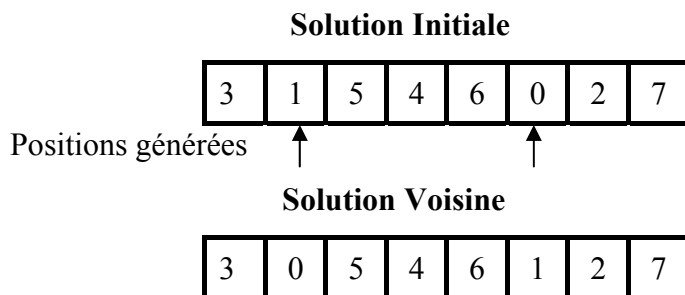 Solution Initiale
3 1 5 4 6 0 2 7
Positions générées
Solution Voisine
3 0 5 4 6 1 2 7